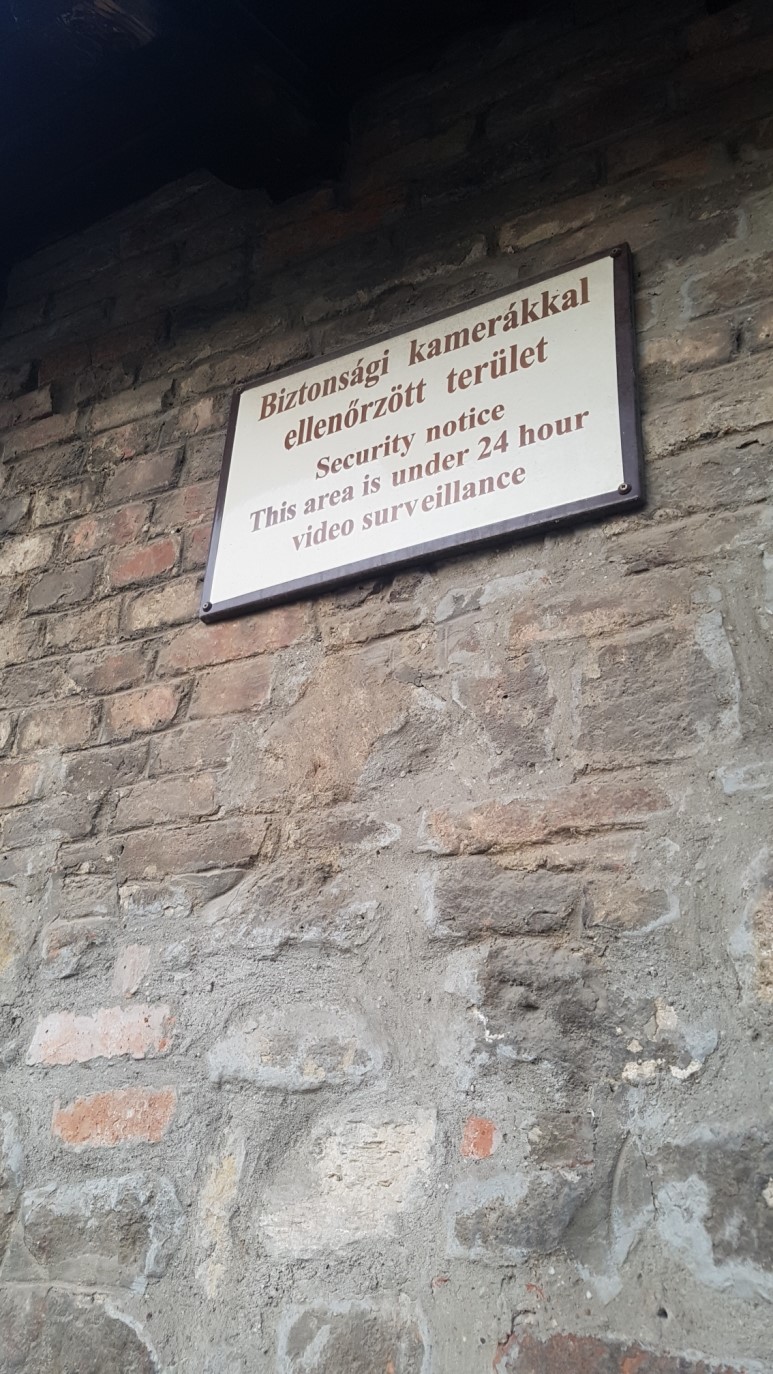 Biztonsági kamerákkal
ellenőrzött terület
Security notice
This area is under 24 hour
video surveillance